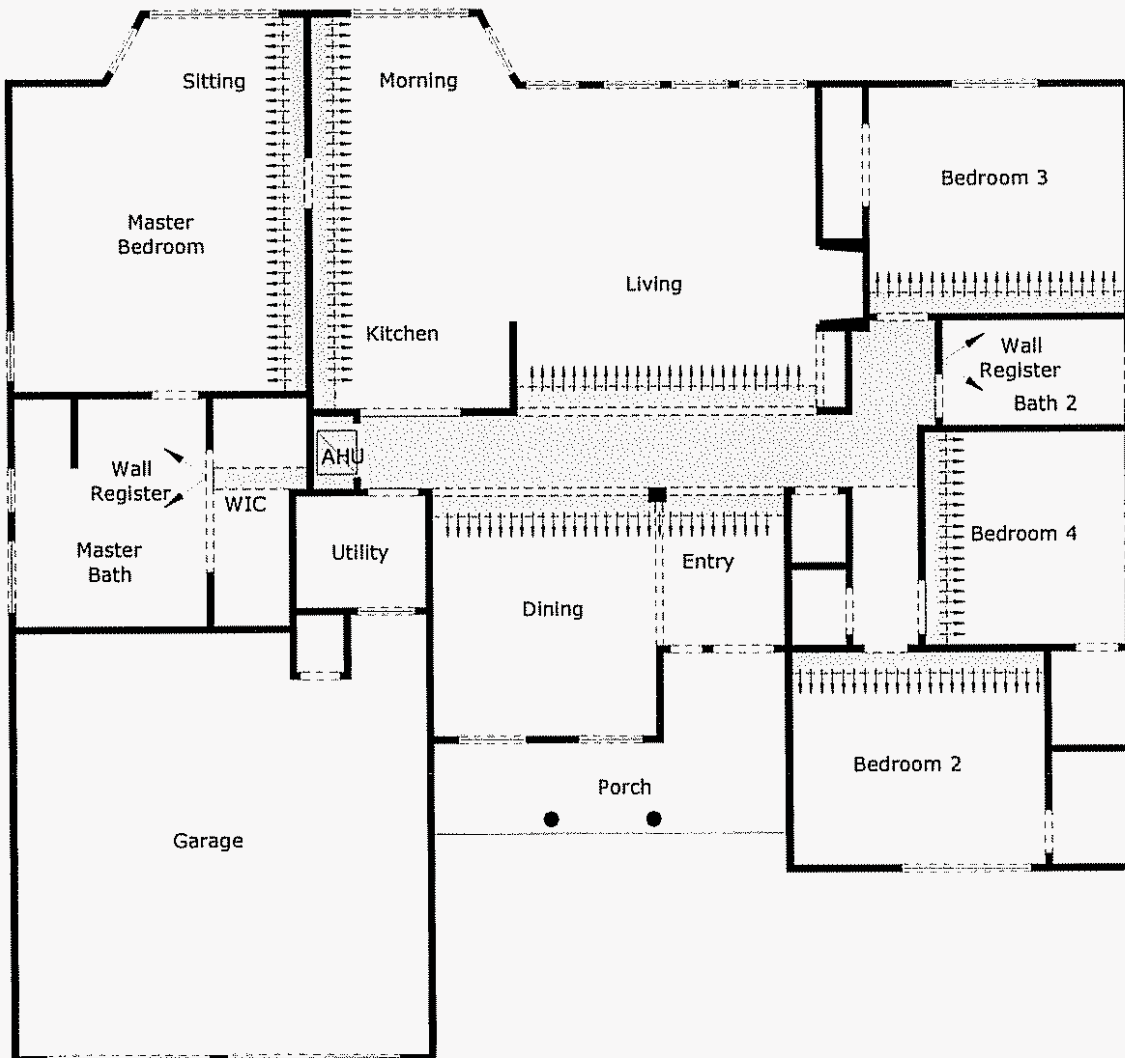 Sitting
Morning
Bedroom 3
Master
Bedroom
Living
Kitchen
Wall
Register
Bath 2
AHU
Wall
Register
WIC
Master
Bath
Utility
Entry
Bedroom 4
Dining
Bedroom 2
Porch
Garage